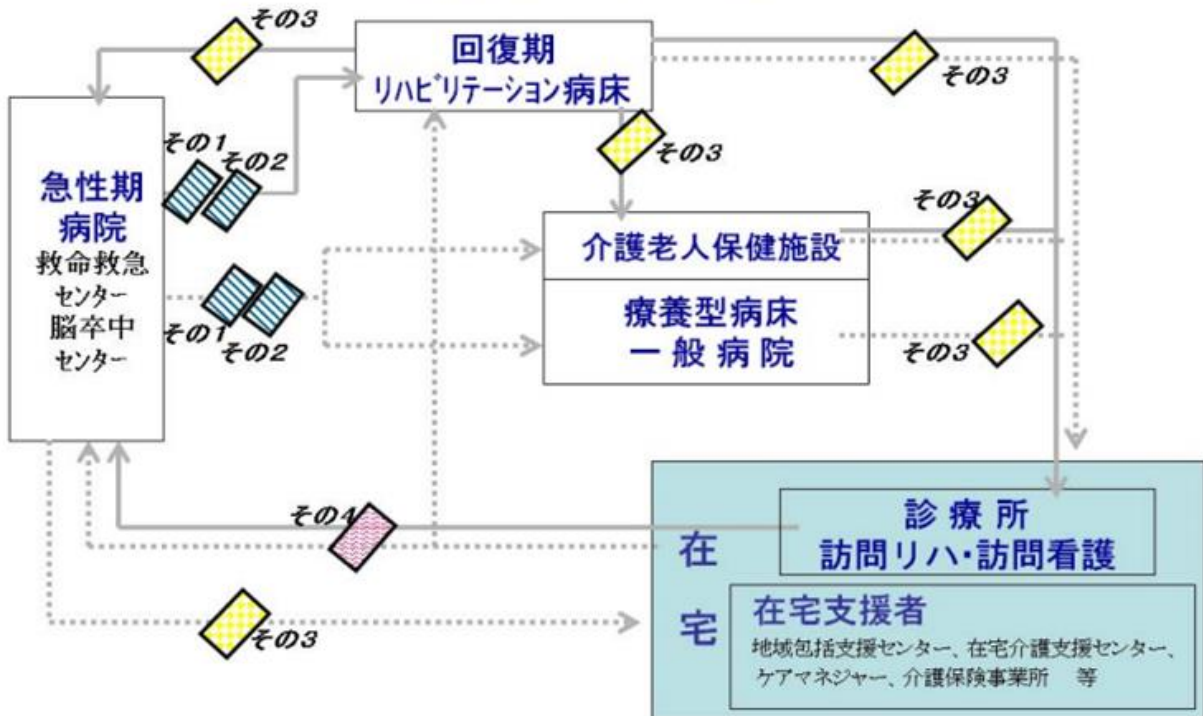 その3
回復期
リハビリテーション病床
その3
その1
その2
その3
急性期
病院
救命救急
センター
脳卒中
センター
その1
その2
介護老人保健施設
療養型病床
一般病院
その3
その3
その4
その3
在宅
診療所
訪問リハ・訪問看護
在宅支援者
地域包括支援センター、在宅介護支援センター、
ケアマネジャー、介護保険事業所 等